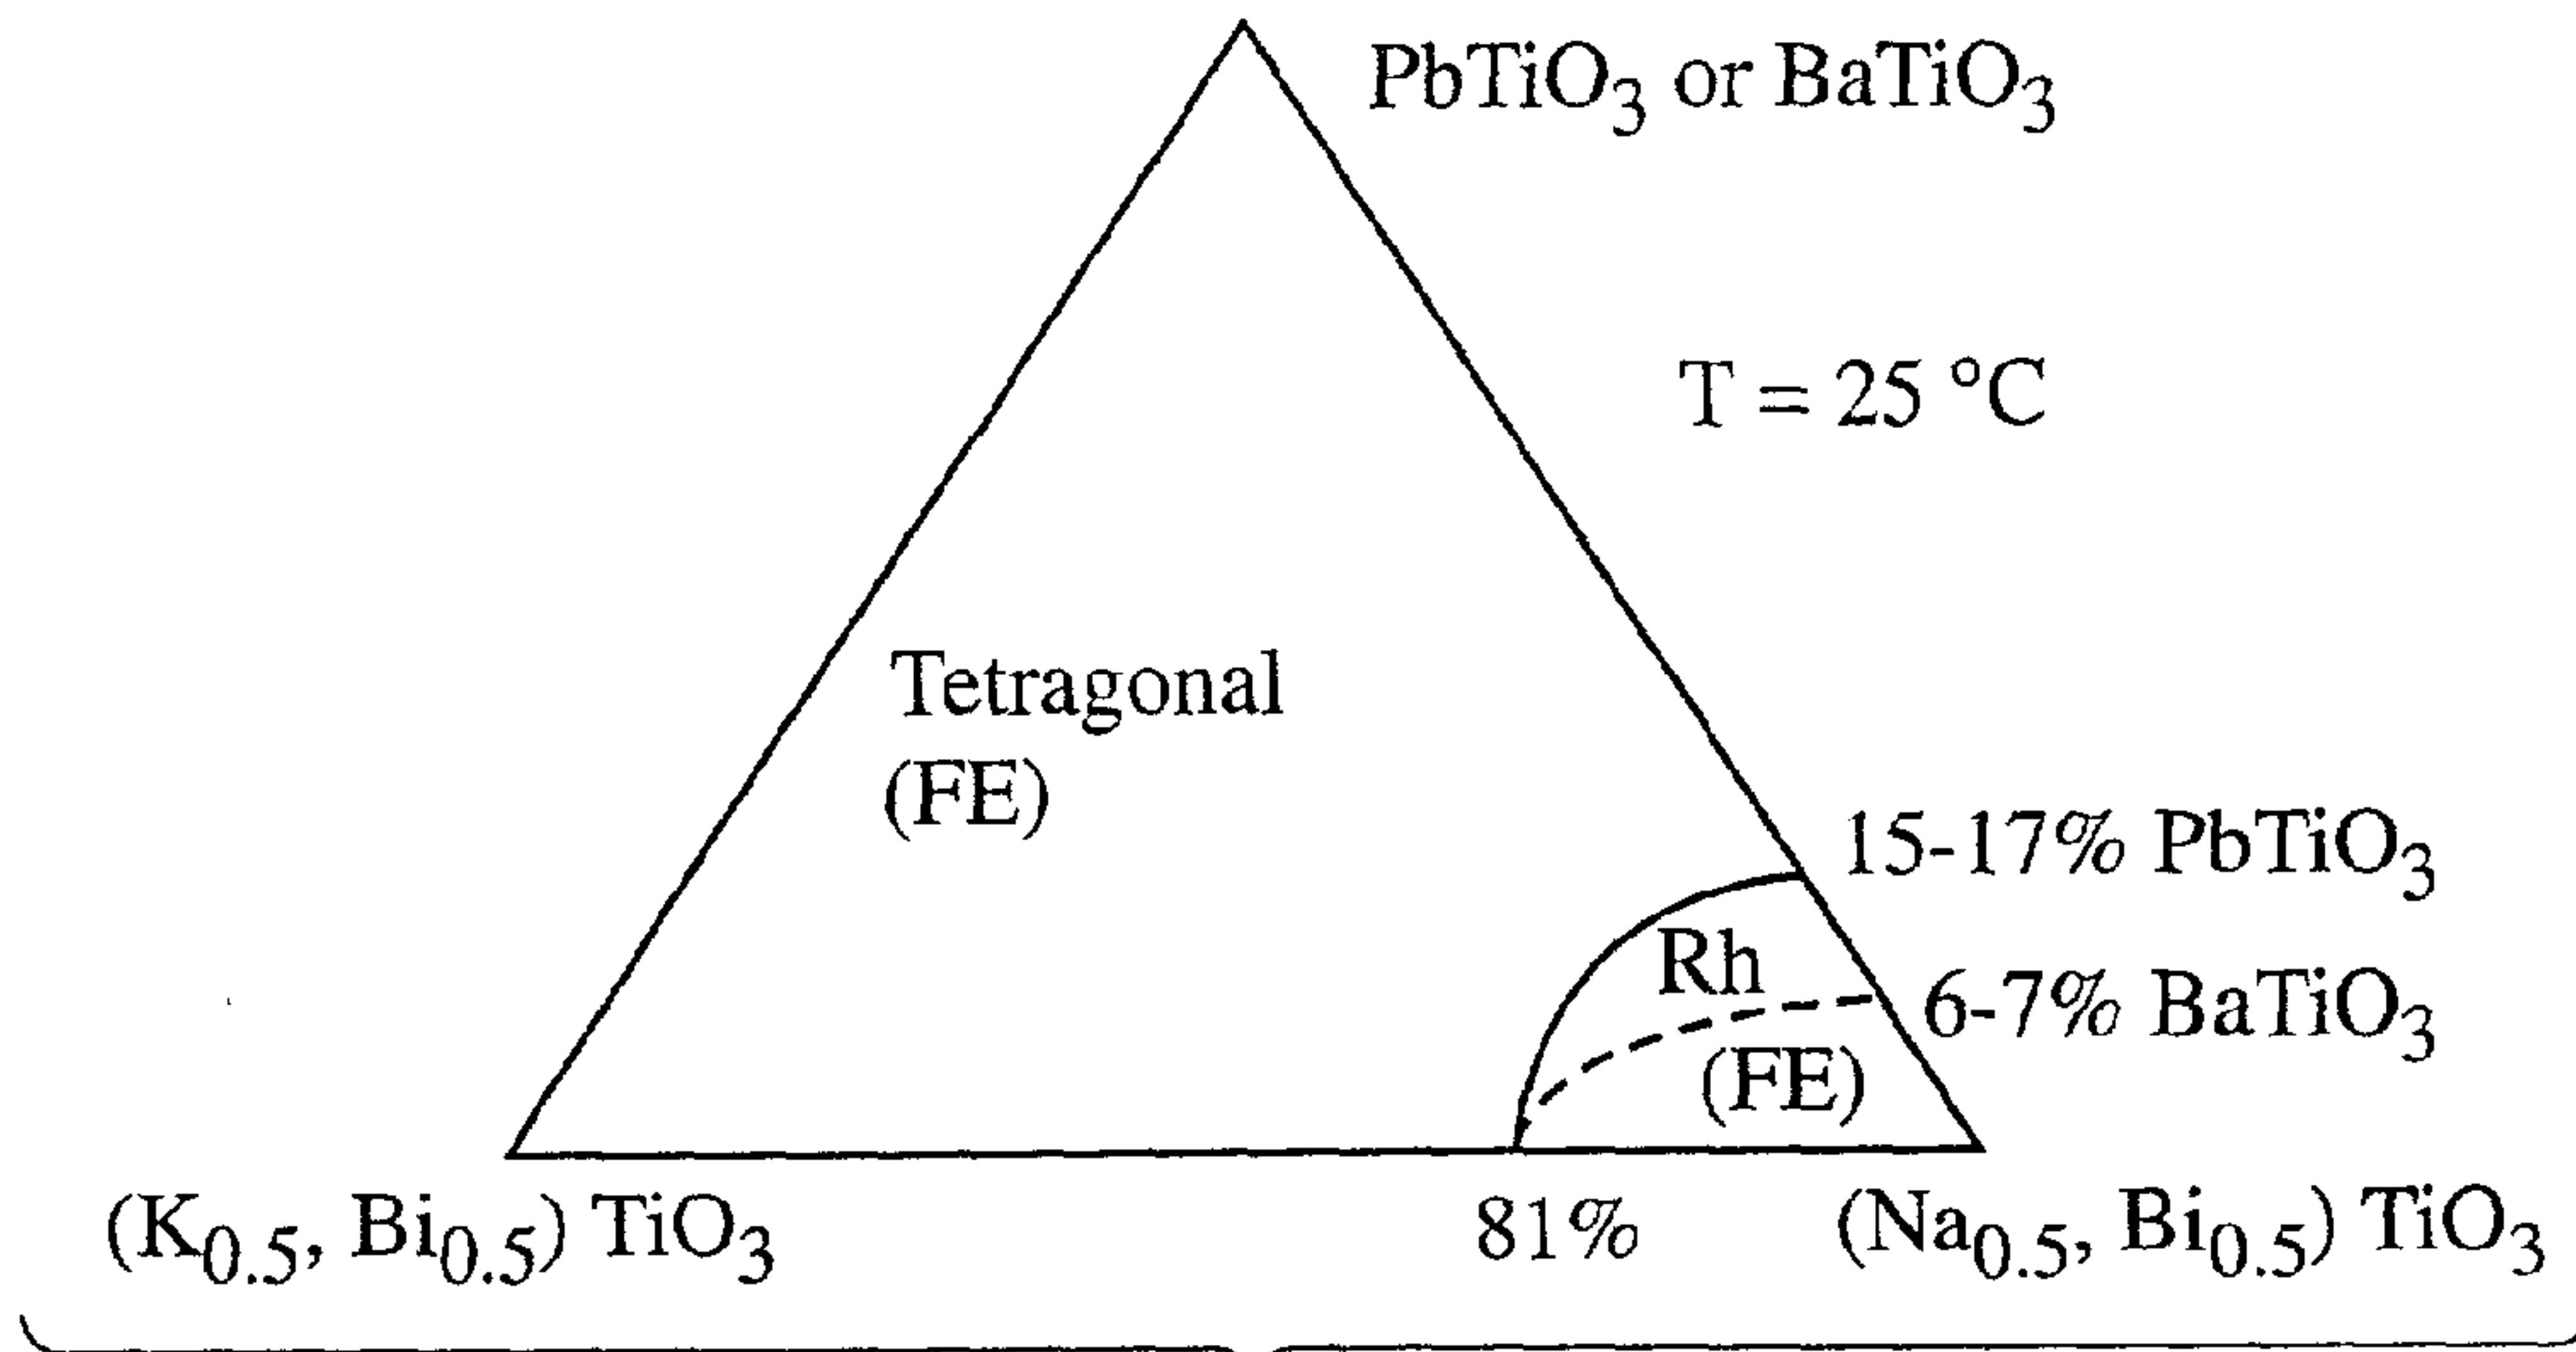 PbTiO₃ or BaTiO₃
T = 25 °C
Tetragonal
(FE)
15-17% PbTiO₃
Rh
6-7% BaTiO₃
(FE)
(K₀.₅, Bi₀.₅) TiO₃
81%
(Na₀.₅, Bi₀.₅) TiO₃